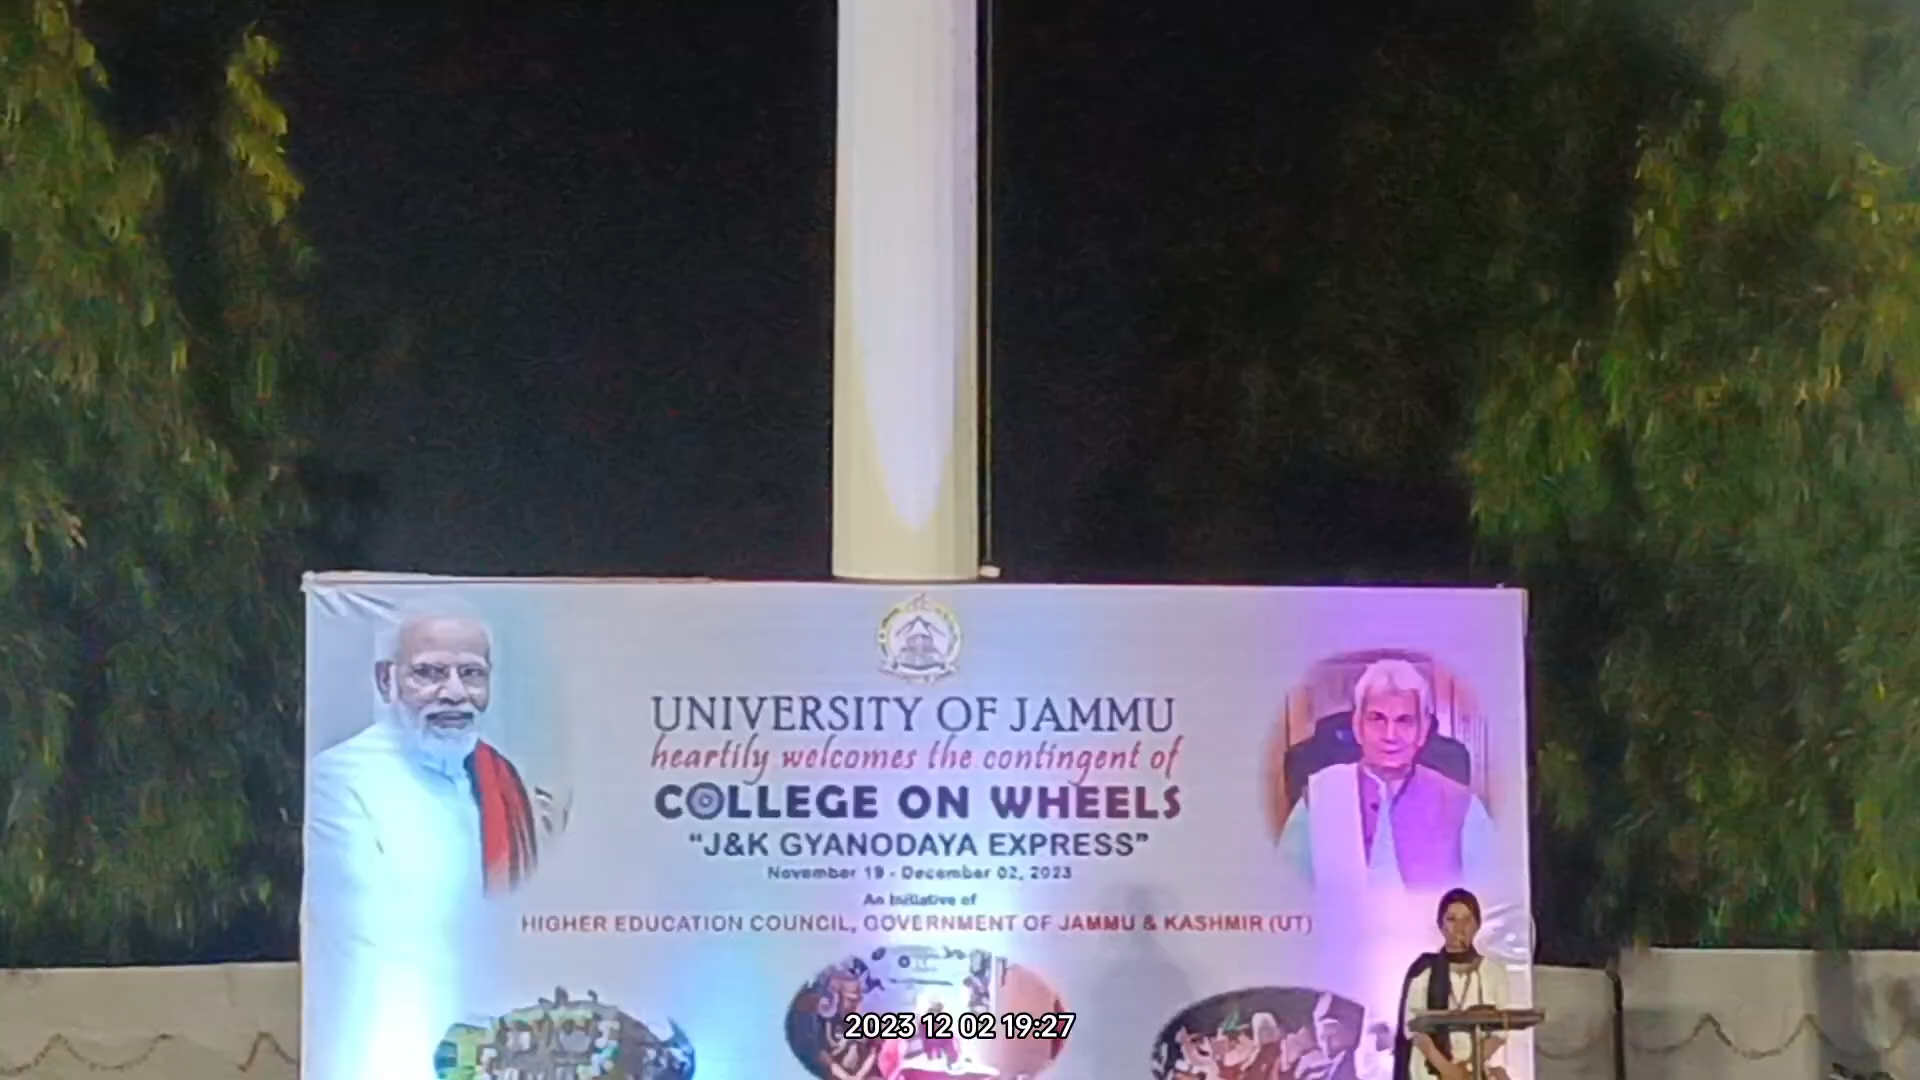 UNIVERSITY OF JAMMU
heartily welcomes the contingent of
COLLEGE ON WHEELS
“J&K GYANODAYA EXPRESS”
November 19 - December 02, 2023
An Initiative of
HIGHER EDUCATION COUNCIL, GOVERNMENT OF JAMMU & KASHMIR (UT)
2023 12 02 19:27